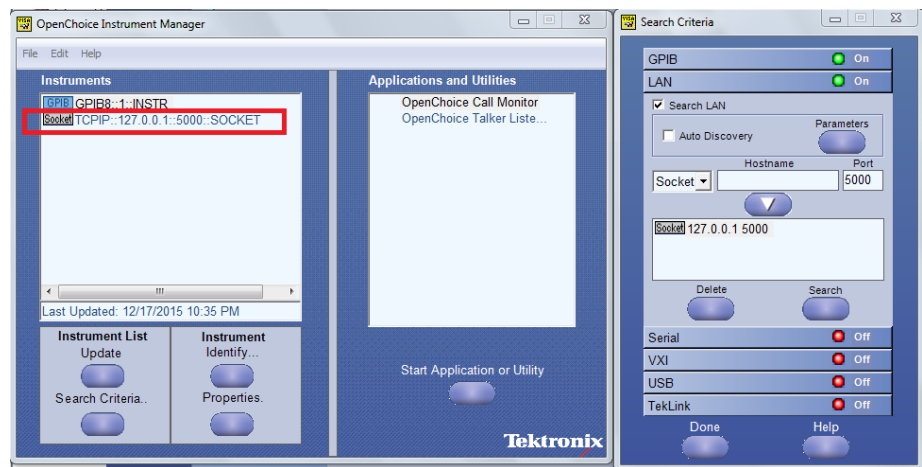 OpenChoice Instrument Manager
File Edit Help
Instruments
GPIB GPIB8::1::INSTR
Socket TCPIP::127.0.0.1::5000::SOCKET
Last Updated: 12/17/2015 10:35 PM
Instrument List
Update
Search Criteria..
Instrument
Identify...
Properties.
Applications and Utilities
OpenChoice Call Monitor
OpenChoice Talker Liste...
Start Application or Utility
Tektronix
Search Criteria
GPIB On
LAN On
Search LAN
Auto Discovery
Parameters
Hostname Port
Socket 5000
Socket 127.0.0.1 5000
Delete Search
Serial Off
VXI Off
USB Off
TekLink Off
Done Help